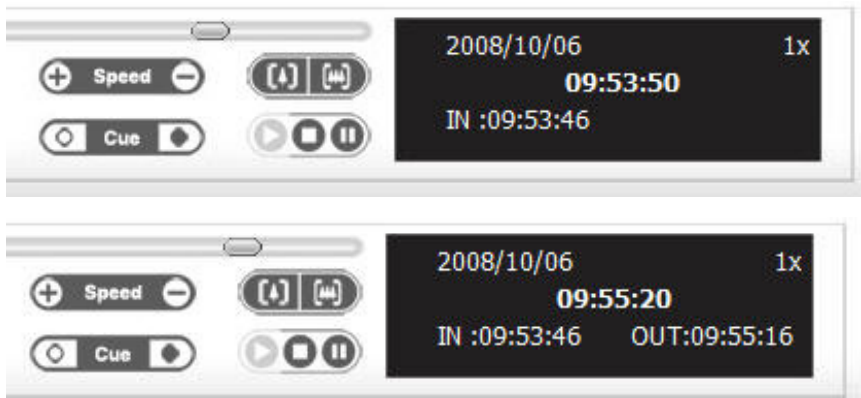 2008/10/06 1x
Speed
09:53:50
IN :09:53:46
Cue
2008/10/06 1x
Speed
09:55:20
IN :09:53:46 OUT:09:55:16
Cue